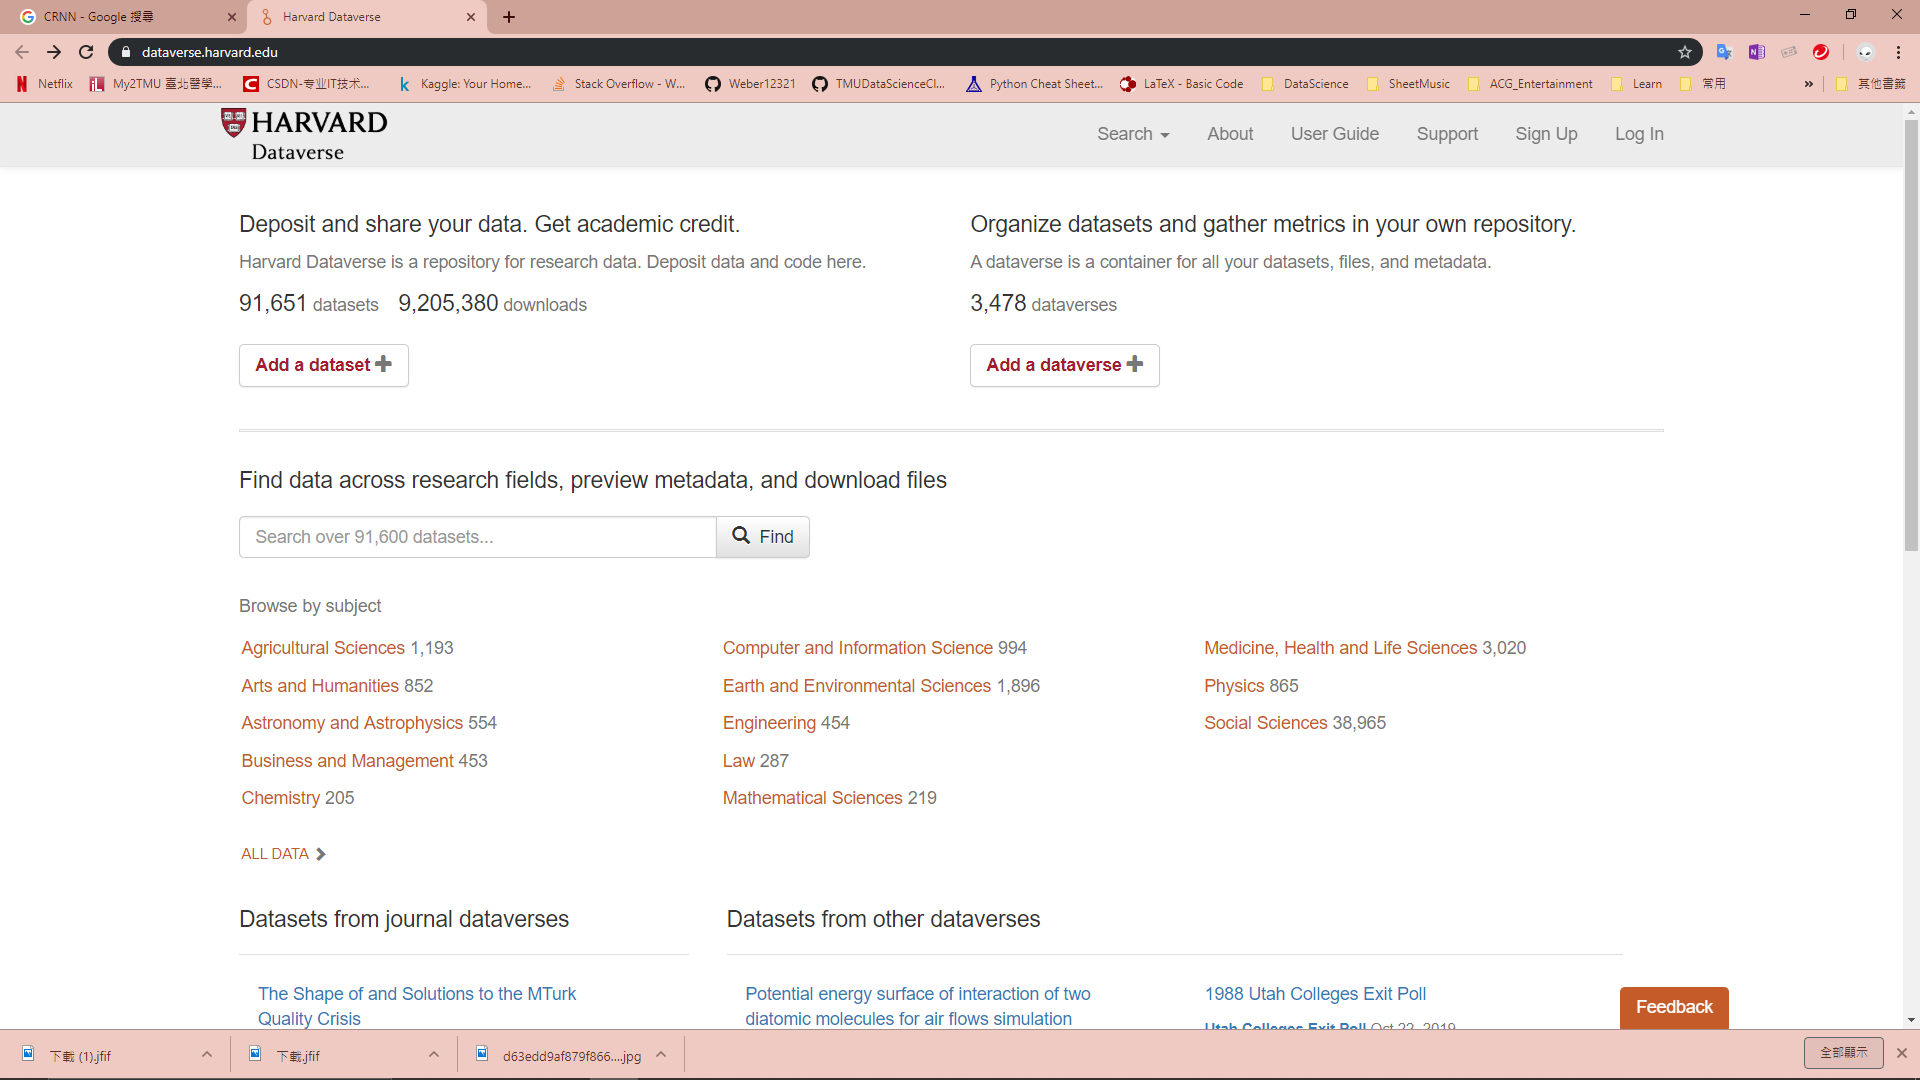 CRNN - Google 搜尋
Harvard Dataverse
dataverse.harvard.edu
Netflix
My2TMU 臺北醫學...
CSDN-专业IT技术...
Kaggle: Your Home...
Stack Overflow - W...
Weber12321
TMUDataScienceCl...
Python Cheat Sheet...
LaTeX - Basic Code
DataScience
SheetMusic
ACG_Entertainment
Learn
常用
»
其他書籤
HARVARD
Dataverse
Search
About
User Guide
Support
Sign Up
Log In
Deposit and share your data. Get academic credit.
Harvard Dataverse is a repository for research data. Deposit data and code here.
91,651 datasets 9,205,380 downloads
Add a dataset
Organize datasets and gather metrics in your own repository.
A dataverse is a container for all your datasets, files, and metadata.
3,478 dataverses
Add a dataverse
Find data across research fields, preview metadata, and download files
Search over 91,600 datasets...
Find
Browse by subject
Agricultural Sciences 1,193
Arts and Humanities 852
Astronomy and Astrophysics 554
Business and Management 453
Chemistry 205
Computer and Information Science 994
Earth and Environmental Sciences 1,896
Engineering 454
Law 287
Mathematical Sciences 219
Medicine, Health and Life Sciences 3,020
Physics 865
Social Sciences 38,965
ALL DATA
Datasets from journal dataverses
The Shape of and Solutions to the MTurk
Quality Crisis
Datasets from other dataverses
Potential energy surface of interaction of two
diatomic molecules for air flows simulation
1988 Utah Colleges Exit Poll
Utah Colleges Exit Poll Oct 22, 2019
Feedback
下載 (1).jfif
下載.jfif
d63edd9af879f866....jpg
全部顯示